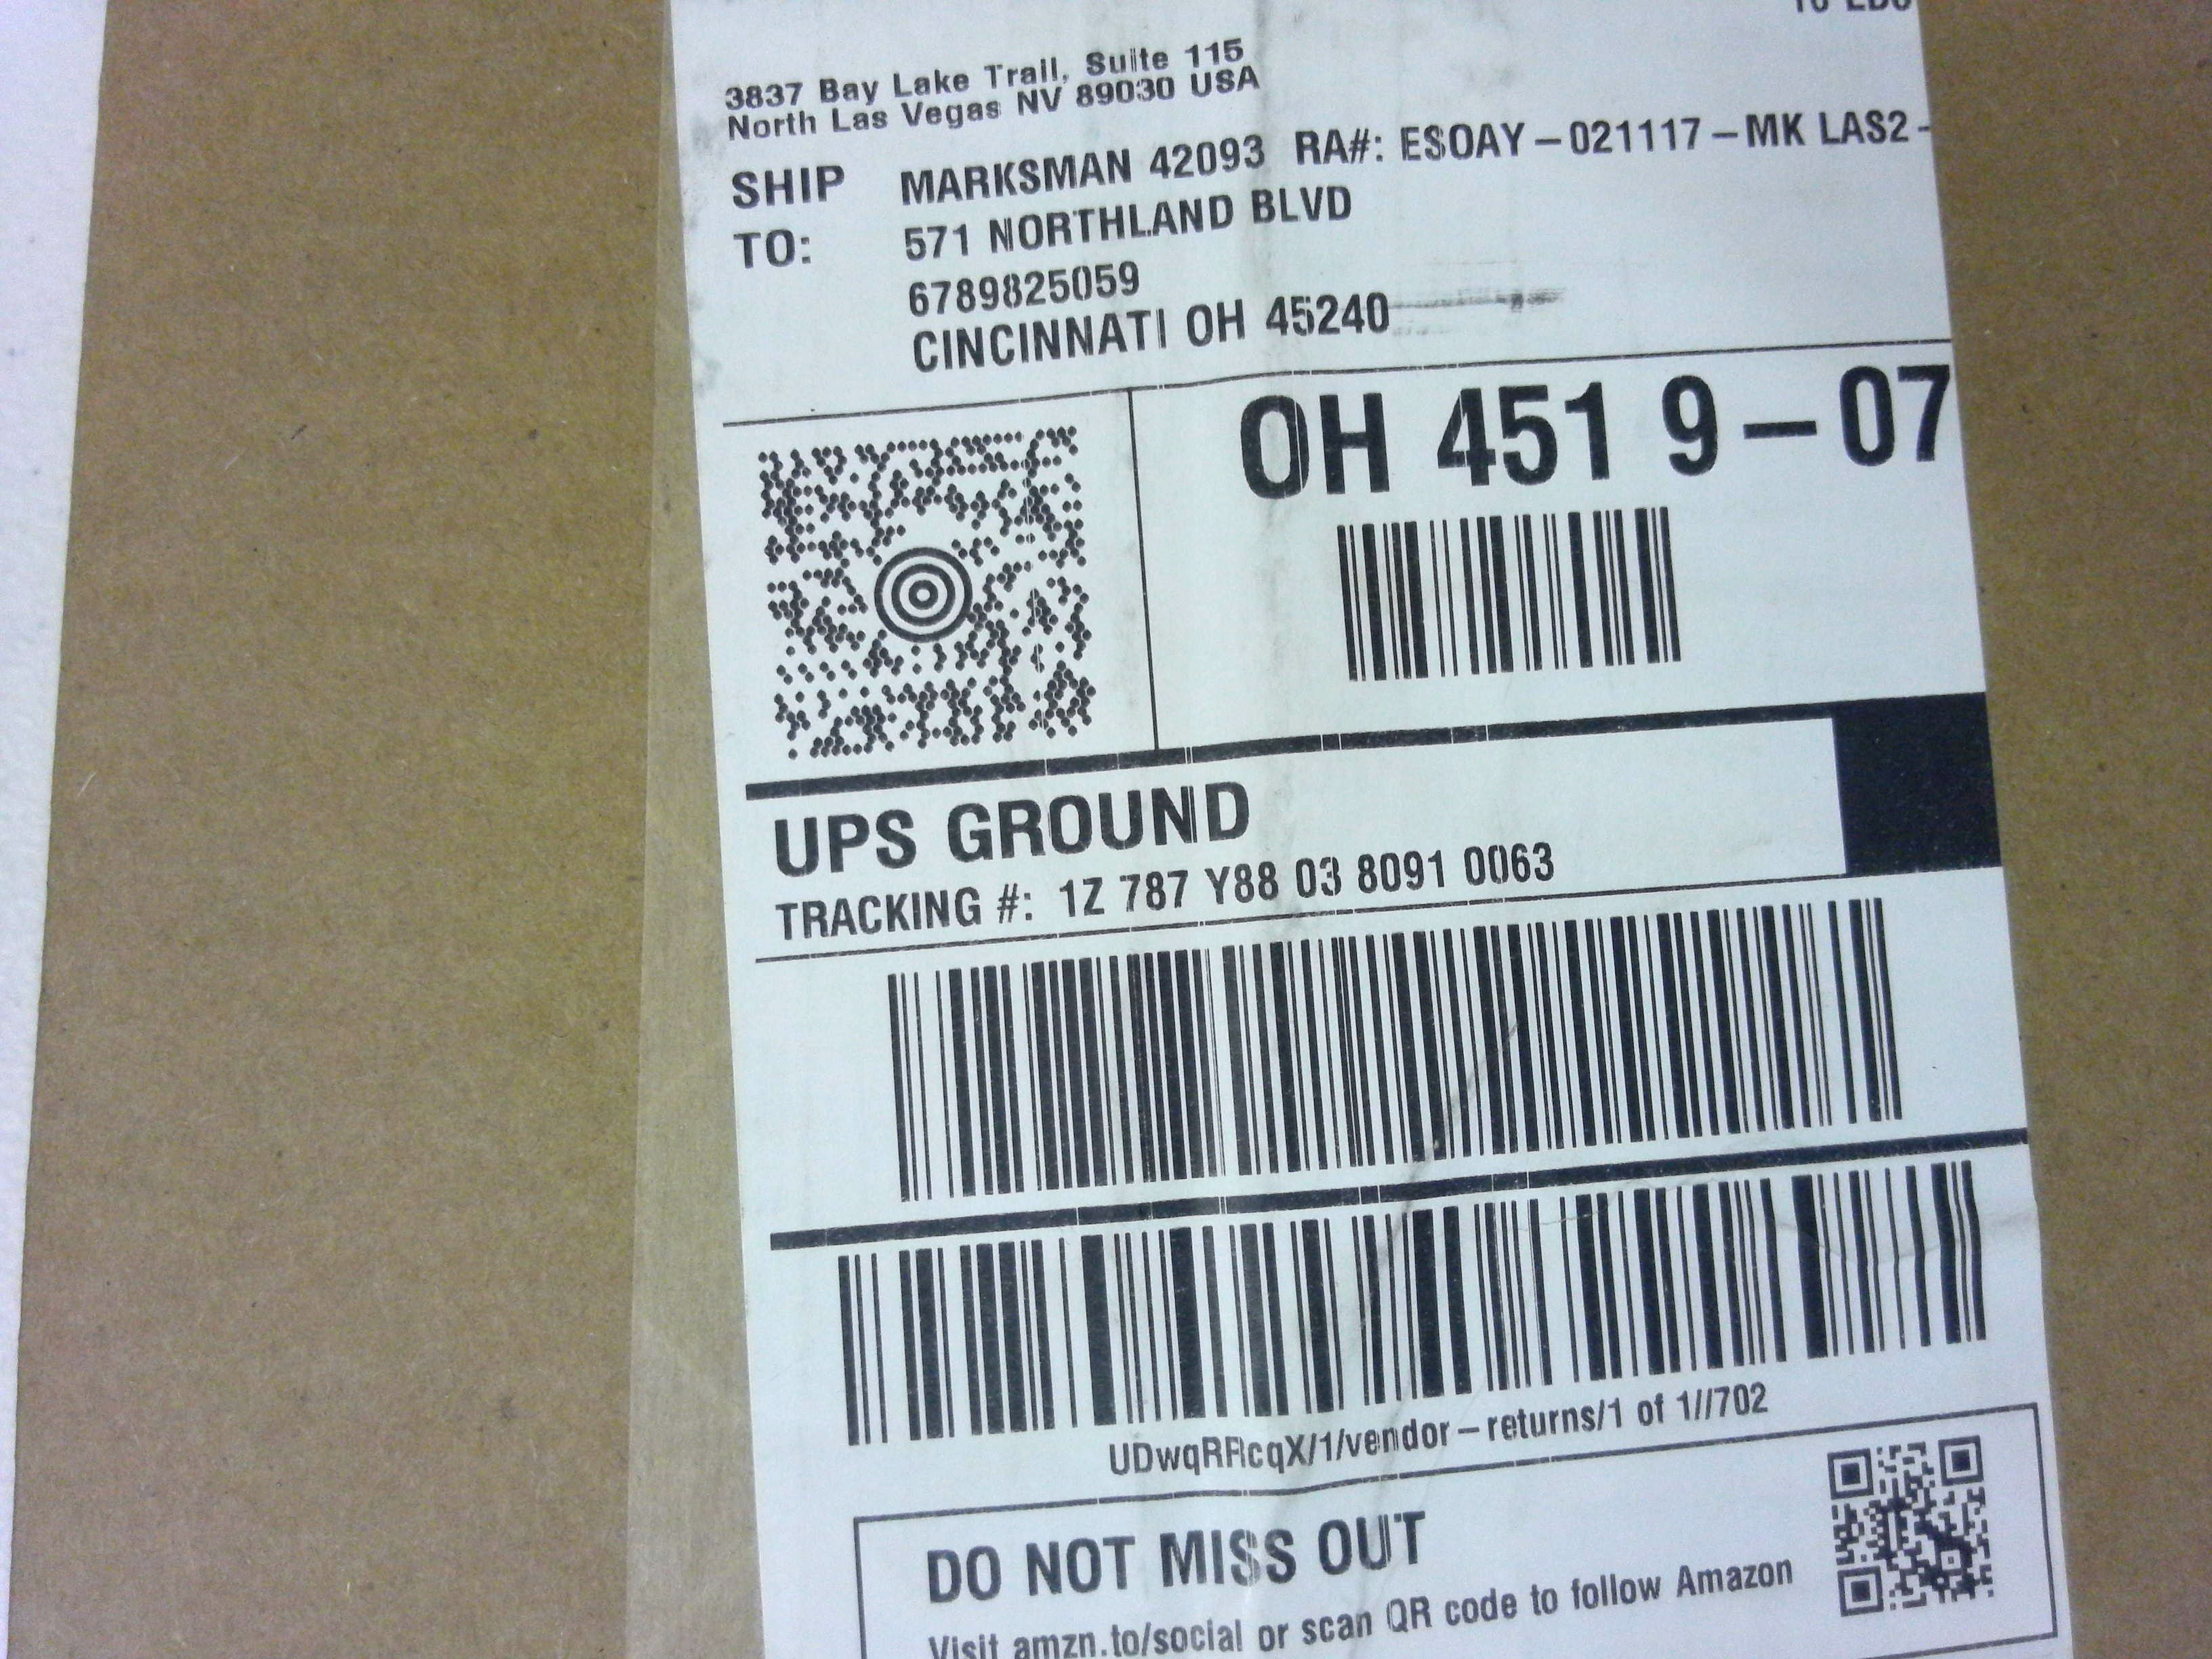 3837 Bay Lake Trail, Suite 115
North Las Vegas NV 89030 USA
SHIP TO:
MARKSMAN 42093 RA#: ESOAY-021117-MK LAS2-
571 NORTHLAND BLVD
6789825059
CINCINNATI OH 45240
OH 451 9-07
UPS GROUND
TRACKING #: 1Z 787 Y88 03 8091 0063
UDwqRRcqX/1/vendor-returns/1 of 1//702
DO NOT MISS OUT
Visit amzn.to/social or scan QR code to follow Amazon